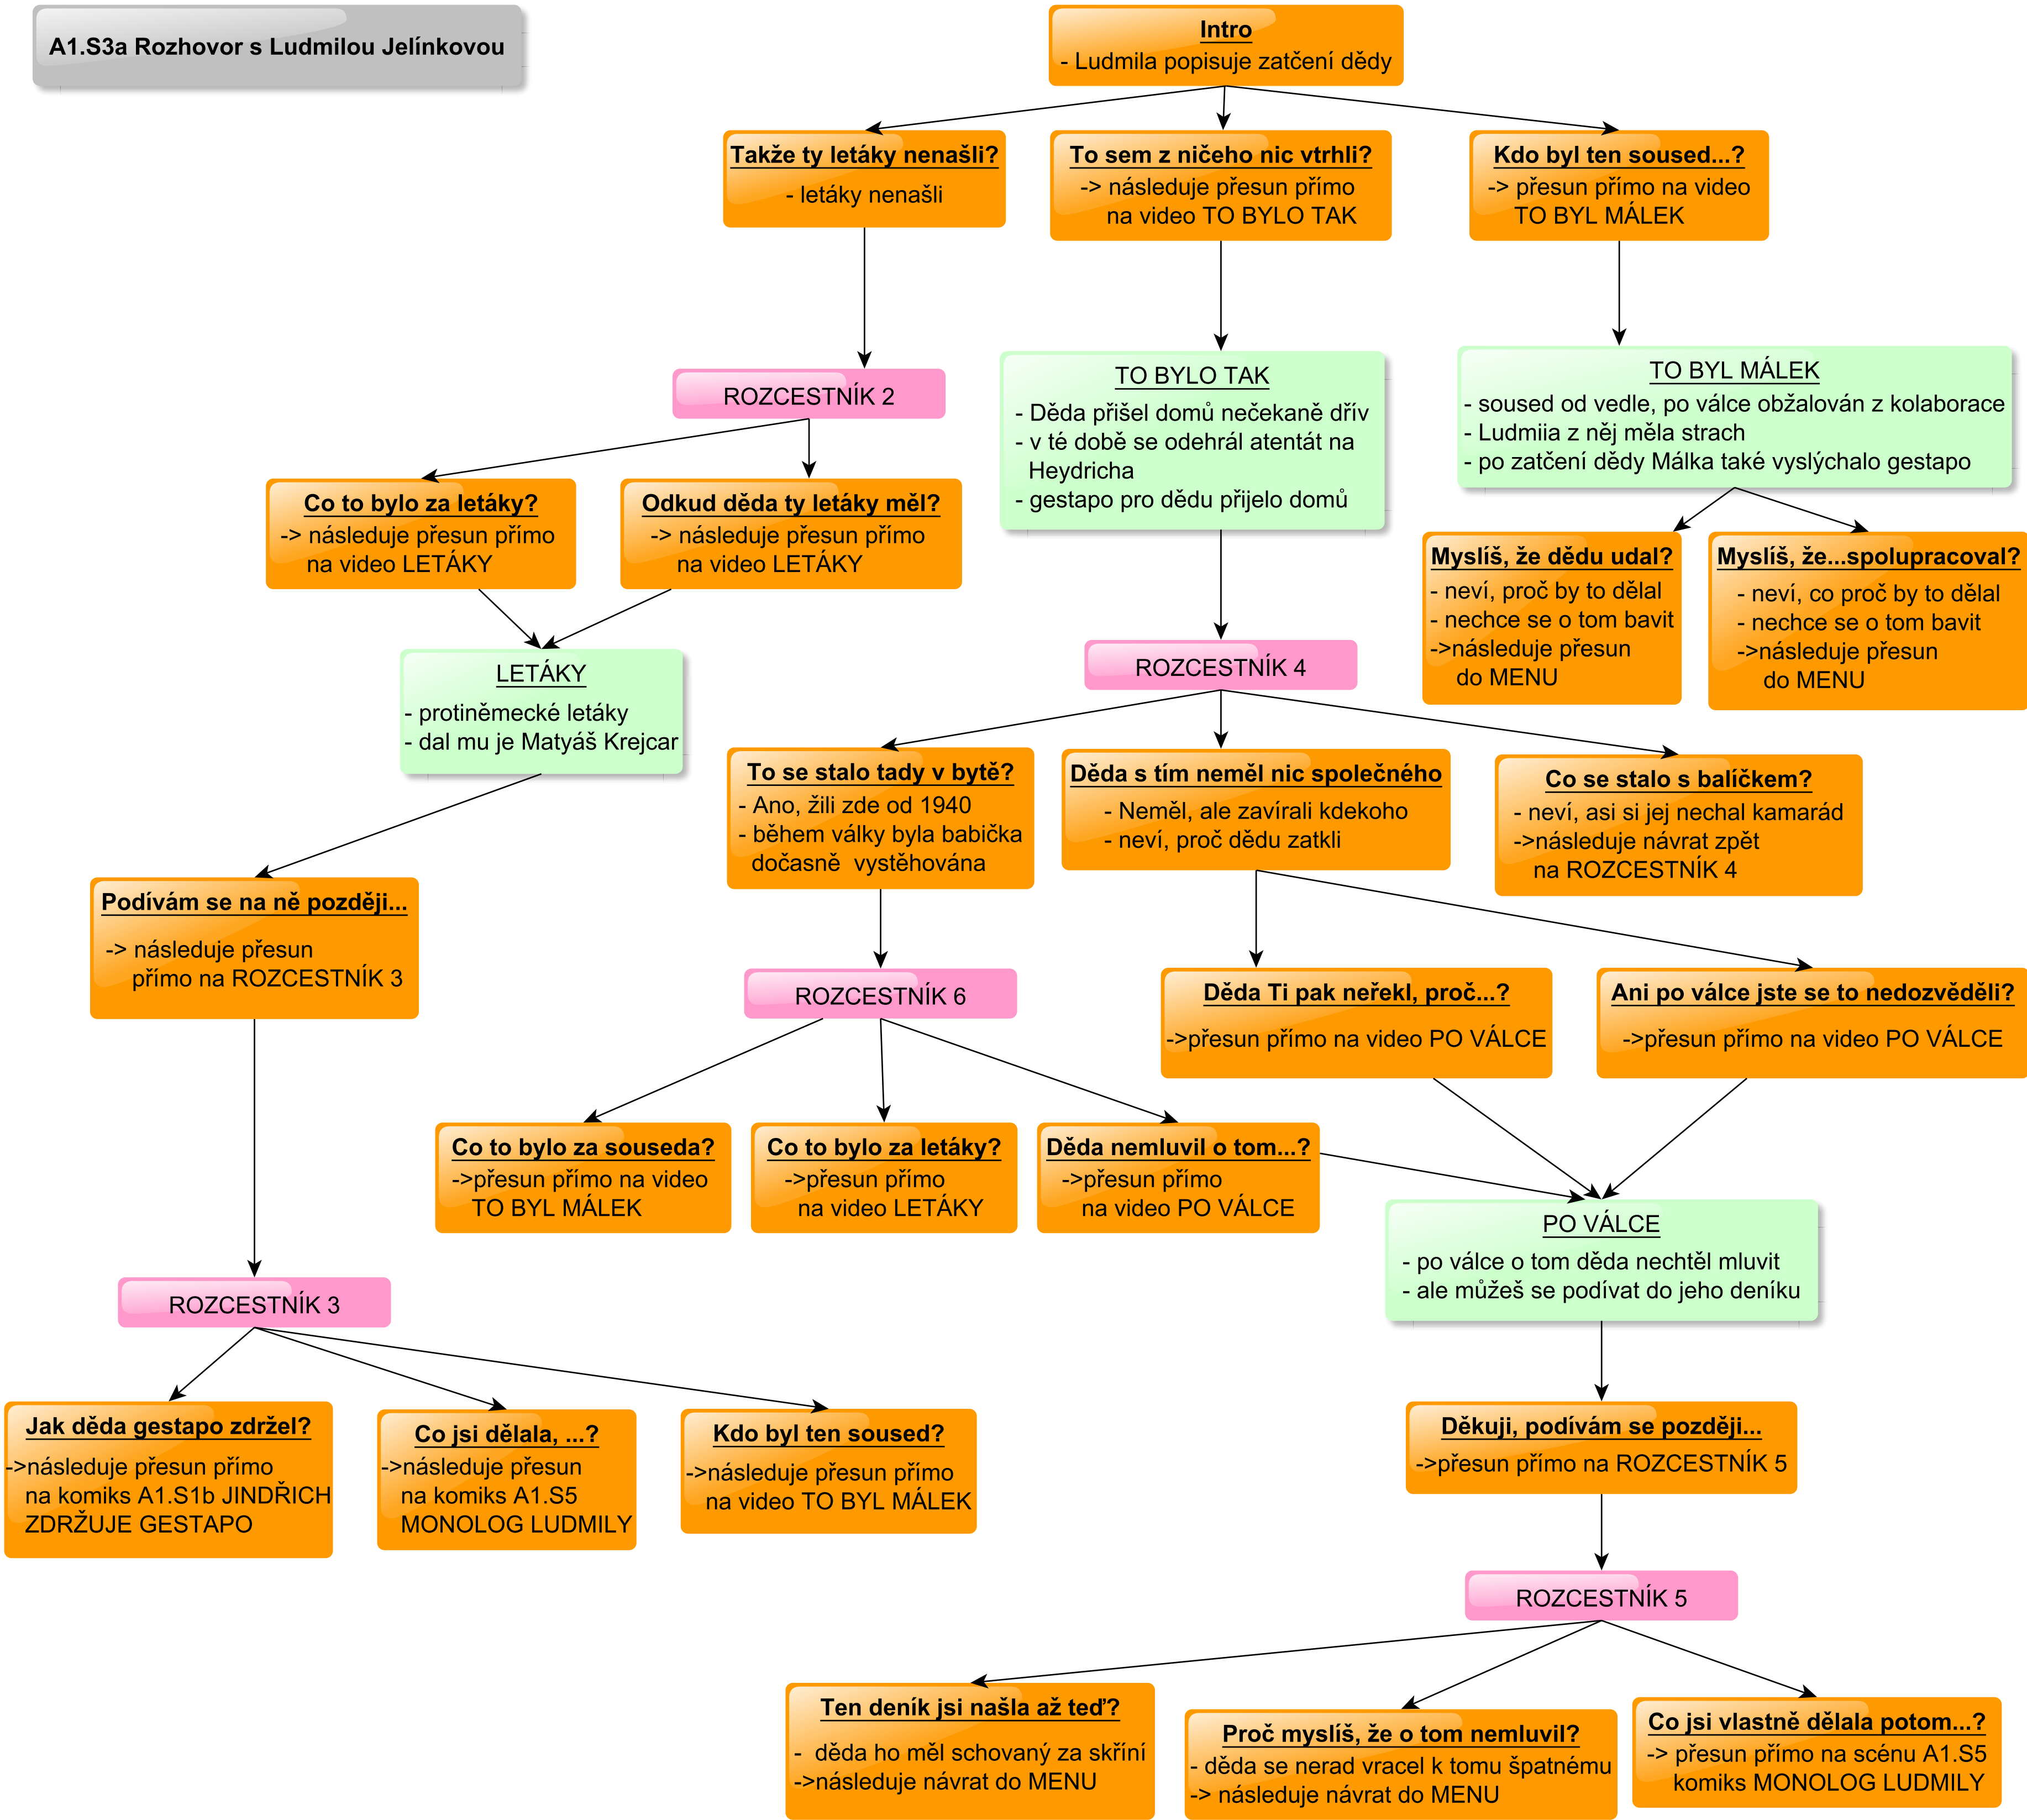 A1.S3a Rozhovor s Ludmilou Jelínkovou
Intro
- Ludmila popisuje zatčení dědy
Takže ty letáky nenašli?
- letáky nenašli
To sem z ničeho nic vtrhli?
-> následuje přesun přímo
na video TO BYLO TAK
Kdo byl ten soused...?
-> přesun přímo na video
TO BYL MÁLEK
ROZCESTNÍK 2
TO BYLO TAK
- Děda přišel domů nečekaně dřív
- v té době se odehrál atentát na
Heydricha
- gestapo pro dědu přijelo domů
TO BYL MÁLEK
- soused od vedle, po válce obžalován z kolaborace
- Ludmiia z něj měla strach
- po zatčení dědy Málka také vyslýchalo gestapo
Co to bylo za letáky?
-> následuje přesun přímo
na video LETÁKY
Odkud děda ty letáky měl?
-> následuje přesun přímo
na video LETÁKY
Myslíš, že dědu udal?
- neví, proč by to dělal
- nechce se o tom bavit
->následuje přesun
do MENU
Myslíš, že...spolupracoval?
- neví, co proč by to dělal
- nechce se o tom bavit
->následuje přesun
do MENU
LETÁKY
- protiněmecké letáky
- dal mu je Matyáš Krejcar
ROZCESTNÍK 4
To se stalo tady v bytě?
- Ano, žili zde od 1940
- během války byla babička
dočasně  vystěhována
Děda s tím neměl nic společného
- Neměl, ale zavírali kdekoho
- neví, proč dědu zatkli
Co se stalo s balíčkem?
- neví, asi si jej nechal kamarád
->následuje návrat zpět
na ROZCESTNÍK 4
Podívám se na ně později...
-> následuje přesun
přímo na ROZCESTNÍK 3
ROZCESTNÍK 6
Děda Ti pak neřekl, proč...?
->přesun přímo na video PO VÁLCE
Ani po válce jste se to nedozvěděli?
->přesun přímo na video PO VÁLCE
Co to bylo za souseda?
->přesun přímo na video
TO BYL MÁLEK
Co to bylo za letáky?
->přesun přímo
na video LETÁKY
Děda nemluvil o tom...?
->přesun přímo
na video PO VÁLCE
PO VÁLCE
- po válce o tom děda nechtěl mluvit
- ale můžeš se podívat do jeho deníku
ROZCESTNÍK 3
Jak děda gestapo zdržel?
->následuje přesun přímo
na komiks A1.S1b JINDŘICH
ZDRŽUJE GESTAPO
Co jsi dělala, ...?
->následuje přesun
na komiks A1.S5
MONOLOG LUDMILY
Kdo byl ten soused?
->následuje přesun přímo
na video TO BYL MÁLEK
Děkuji, podívám se později...
->přesun přímo na ROZCESTNÍK 5
ROZCESTNÍK 5
Ten deník jsi našla až teď?
-  děda ho měl schovaný za skříní
->následuje návrat do MENU
Proč myslíš, že o tom nemluvil?
- děda se nerad vracel k tomu špatnému
-> následuje návrat do MENU
Co jsi vlastně dělala potom...?
-> přesun přímo na scénu A1.S5
komiks MONOLOG LUDMILY